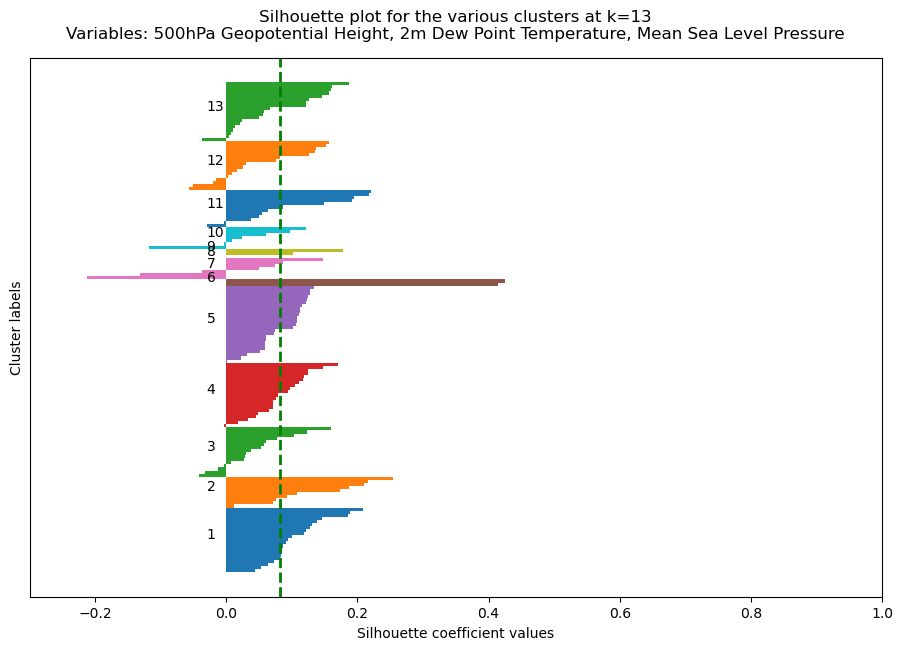 Silhouette plot for the various clusters at k=13
Variables: 500hPa Geopotential Height, 2m Dew Point Temperature, Mean Sea Level Pressure
Cluster labels
13
12
11
10
9
8
7
6
5
4
3
2
1
−0.2 0.0 0.2 0.4 0.6 0.8 1.0
Silhouette coefficient values